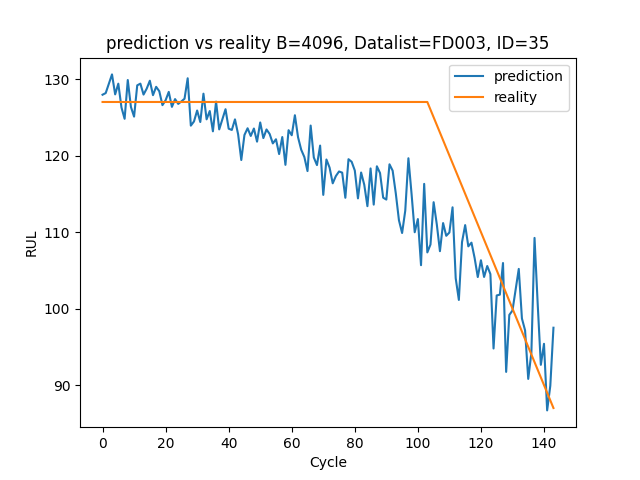 prediction vs reality B=4096, Datalist=FD003, ID=35
prediction
reality
RUL
130
120
110
100
90
0 20 40 60 80 100 120 140
Cycle